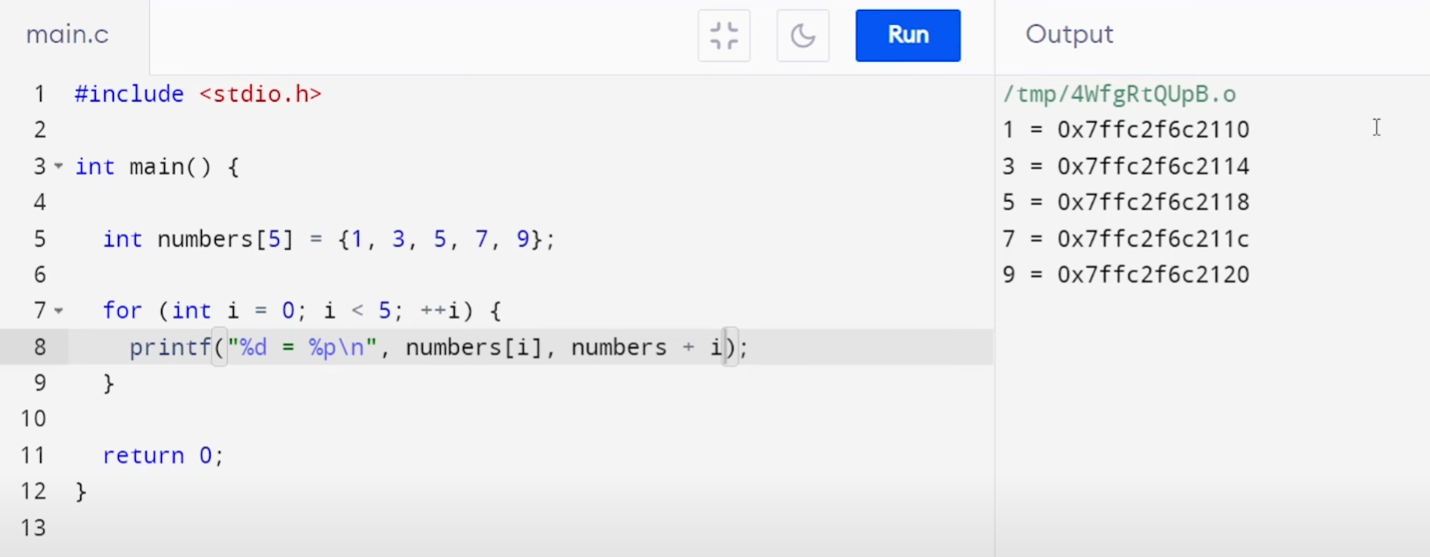 main.c
Run
Output
1 #include <stdio.h>
2
3 int main() {
4
5 int numbers[5] = {1, 3, 5, 7, 9};
6
7 for (int i = 0; i < 5; ++i) {
8 printf("%d = %p\n", numbers[i], numbers + i);
9 }
10
11 return 0;
12 }
13
/tmp/4WfgRtQUpB.o
1 = 0x7ffc2f6c2110
3 = 0x7ffc2f6c2114
5 = 0x7ffc2f6c2118
7 = 0x7ffc2f6c211c
9 = 0x7ffc2f6c2120